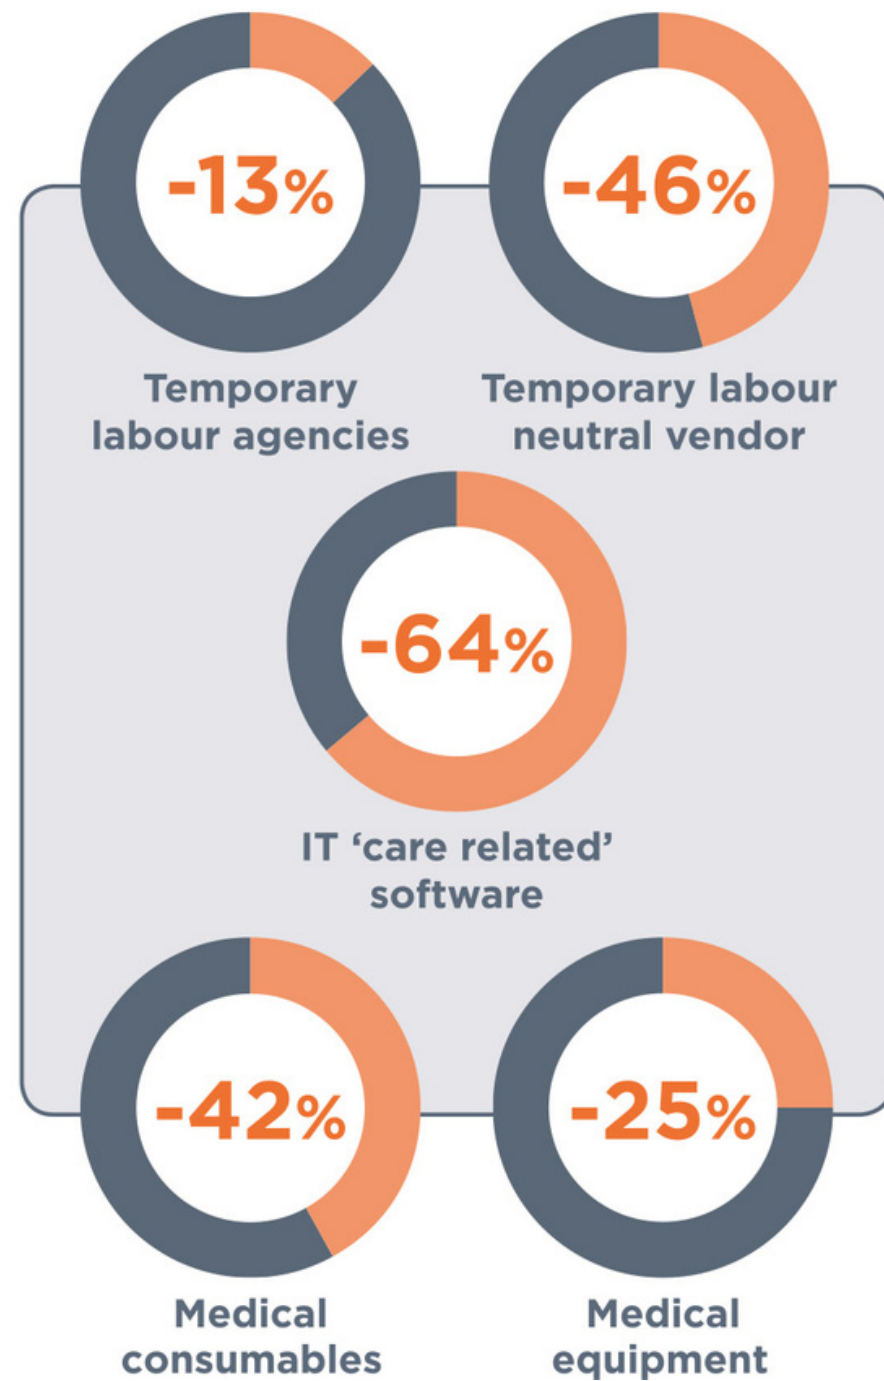 -13%
-46%
Temporary
labour agencies
Temporary labour
neutral vendor
-64%
IT ‘care related’
software
-42%
-25%
Medical
consumables
Medical
equipment